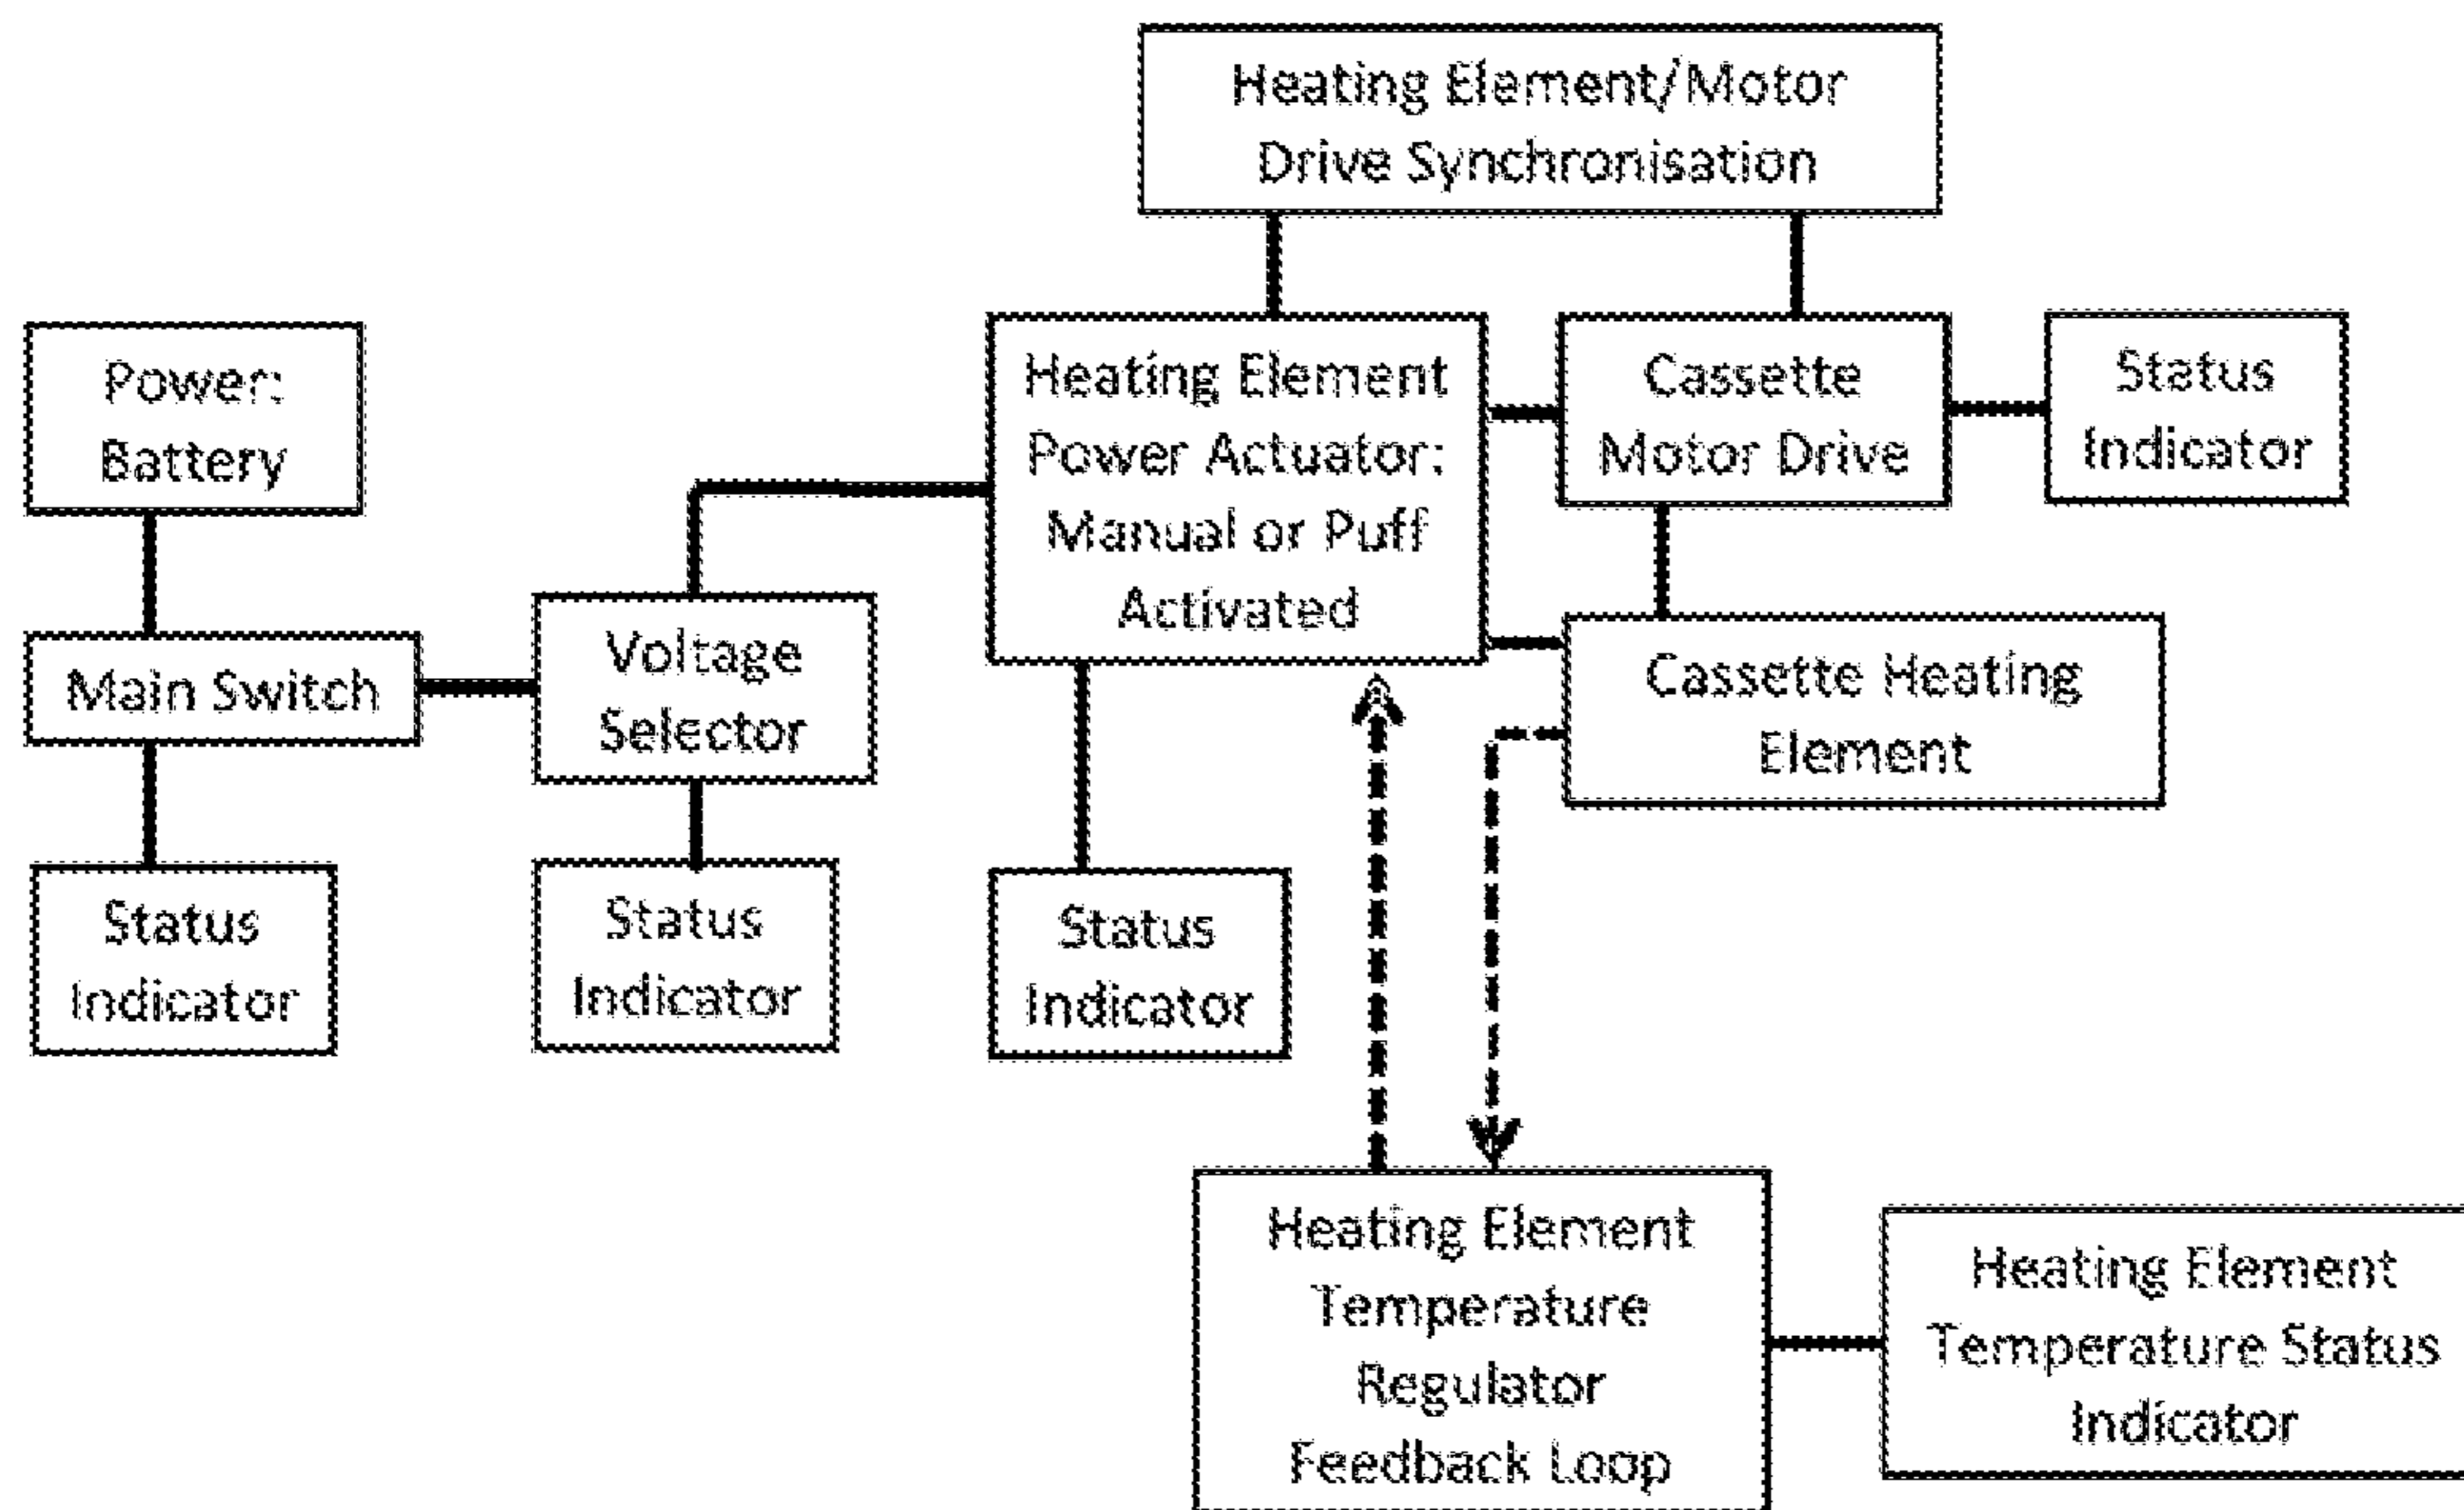 Heating Element/Motor
Drive Synchronisation
Power:
Battery
Heating Element
Power Actuator:
Manual or Puff
Activated
Cassette
Motor Drive
Status
Indicator
Main Switch
Voltage
Selector
Cassette Heating
Element
Status
Indicator
Status
Indicator
Status
Indicator
Heating Element
Temperature
Regulator
Feedback Loop
Heating Element
Temperature Status
Indicator